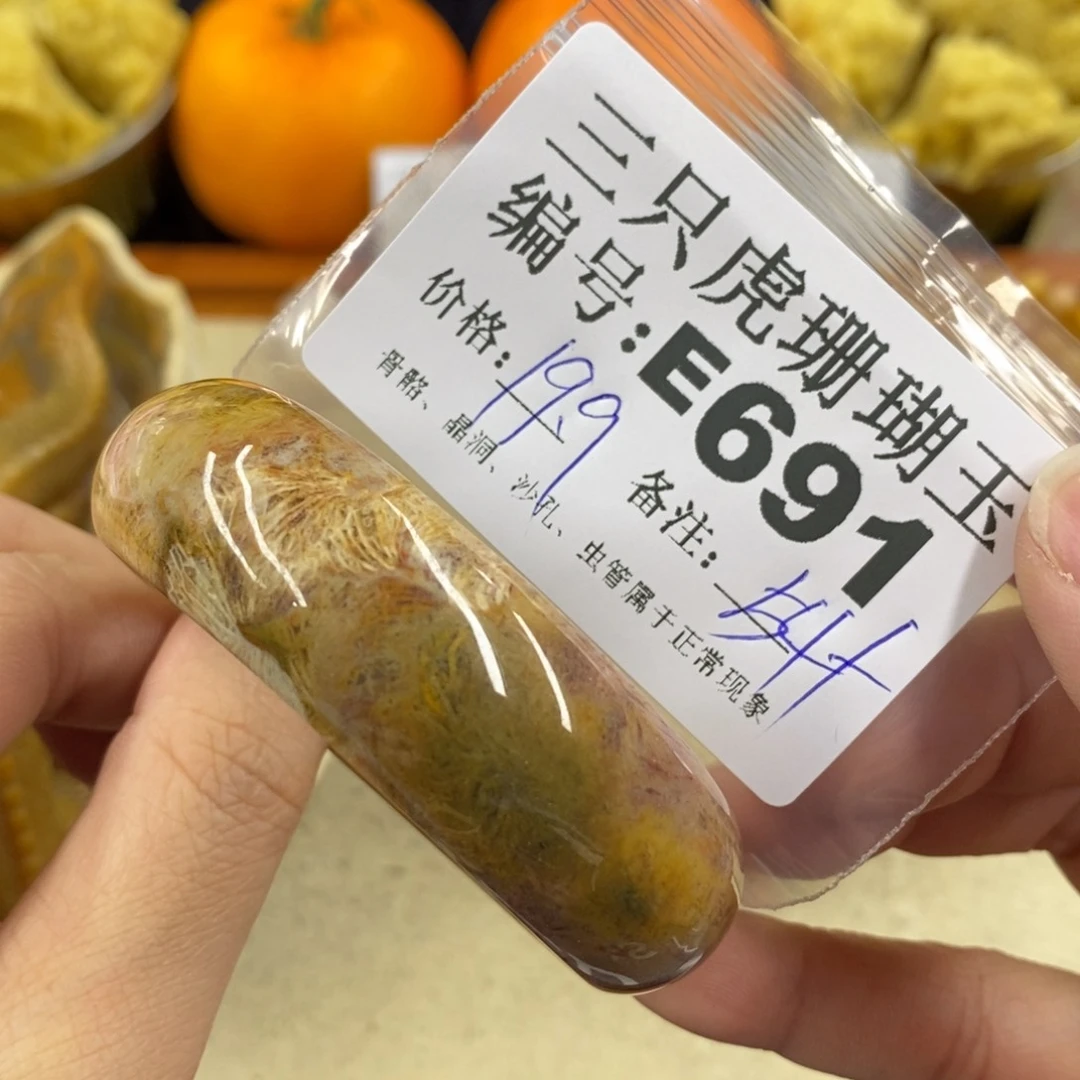 三只虎珊瑚玉
编号:E691
价格:199 备注:
骨骼、晶洞、沙孔、虫管属于正常现象